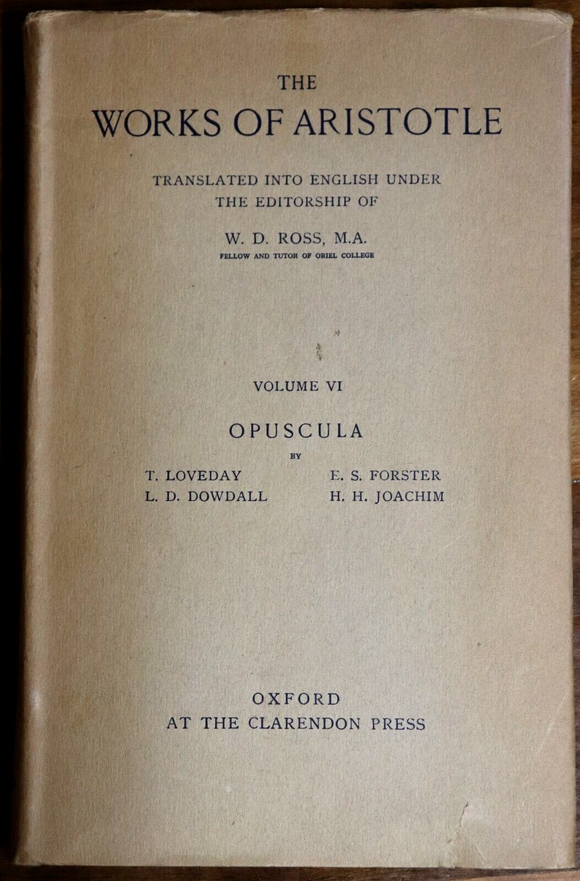 THE
WORKS OF ARISTOTLE
TRANSLATED INTO ENGLISH UNDER
THE EDITORSHIP OF
W. D. ROSS, M.A.
FELLOW AND TUTOR OF ORIEL COLLEGE
VOLUME VI
OPUSCULA
BY
T. LOVEDAY E. S. FORSTER
L. D. DOWDALL H. H. JOACHIM
OXFORD
AT THE CLARENDON PRESS